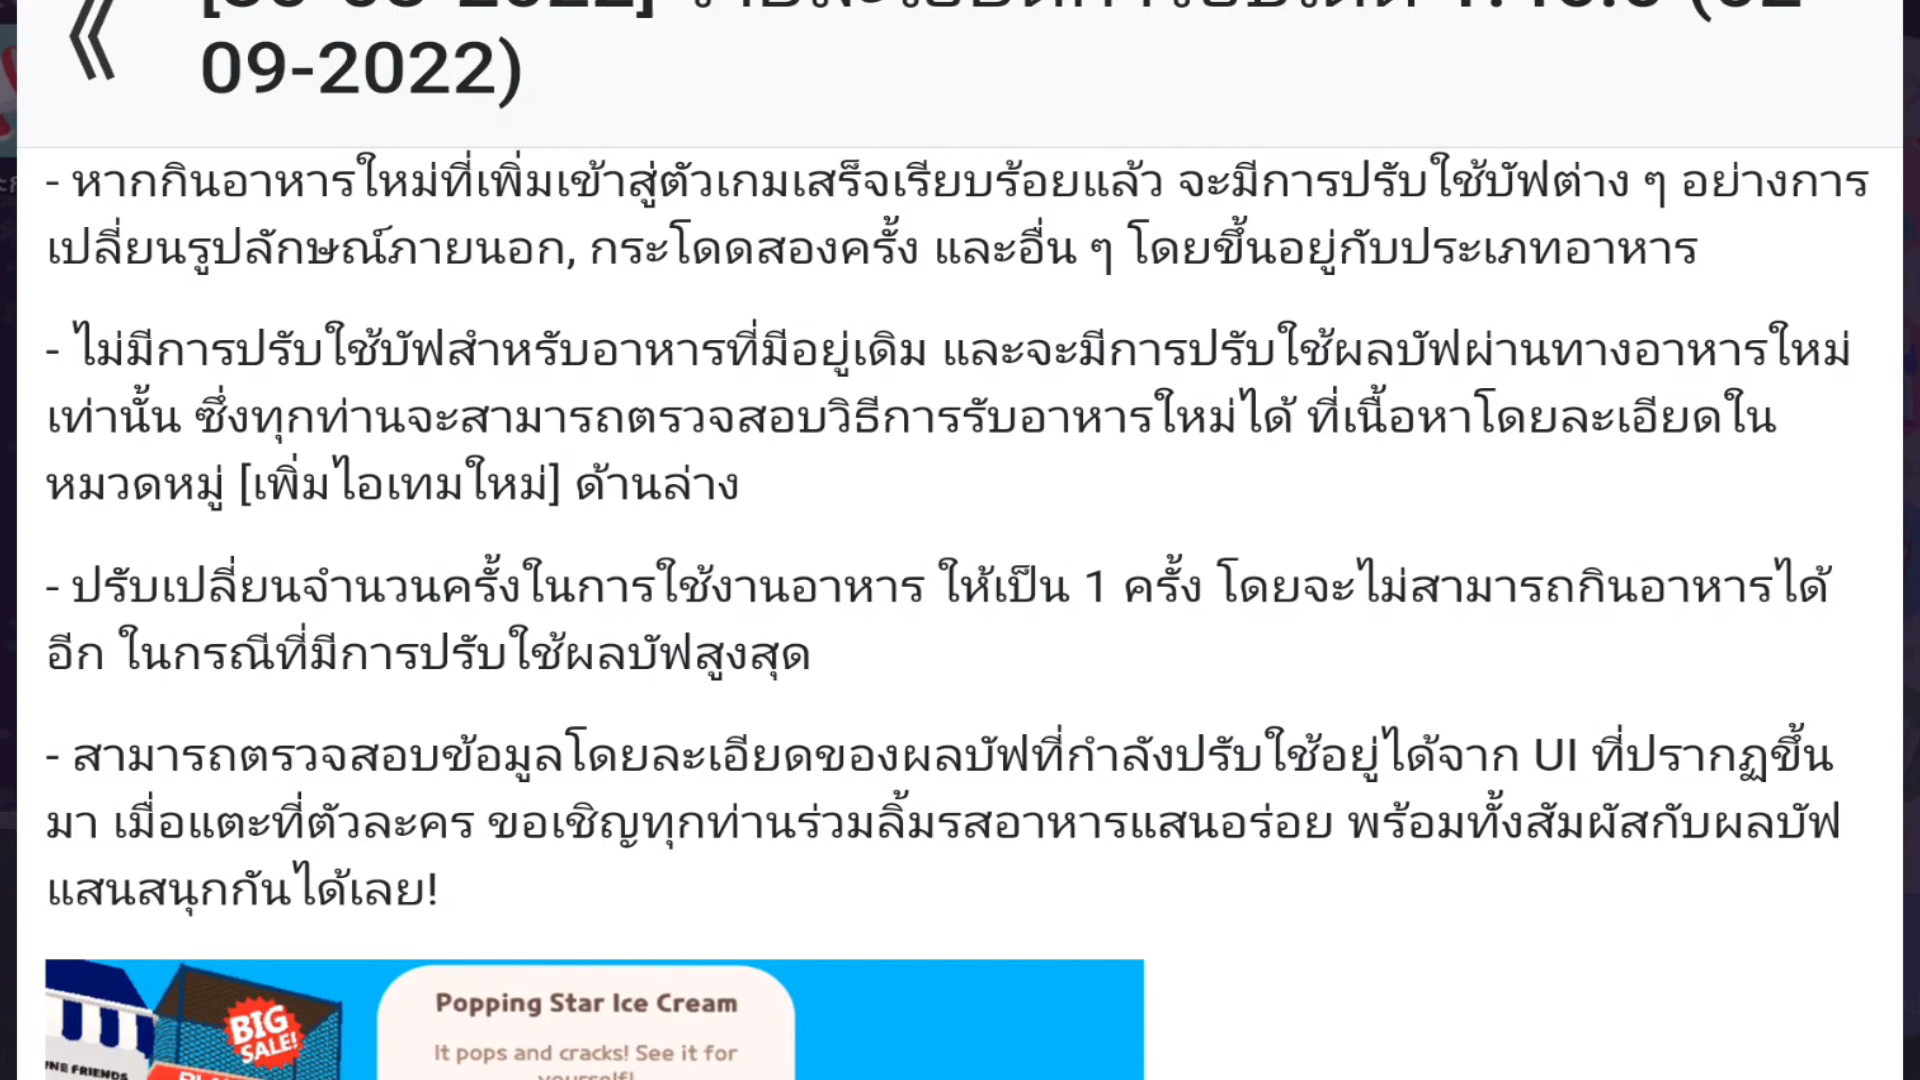 09-2022)
- หากกินอาหารใหม่ที่เพิ่มเข้าสู่ตัวเกมเสร็จเรียบร้อยแล้ว จะมีการปรับใช้บัฟต่าง ๆ อย่างการ
เปลี่ยนรูปลักษณ์ภายนอก, กระโดดสองครั้ง และอื่น ๆ โดยขึ้นอยู่กับประเภทอาหาร
- ไม่มีการปรับใช้บัฟสำหรับอาหารที่มีอยู่เดิม และจะมีการปรับใช้ผลบัฟผ่านทางอาหารใหม่
เท่านั้น ซึ่งทุกท่านจะสามารถตรวจสอบวิธีการรับอาหารใหม่ได้ ที่เนื้อหาโดยละเอียดใน
หมวดหมู่ [เพิ่มไอเทมใหม่] ด้านล่าง
- ปรับเปลี่ยนจำนวนครั้งในการใช้งานอาหาร ให้เป็น 1 ครั้ง โดยจะไม่สามารถกินอาหารได้
อีก ในกรณีที่มีการปรับใช้ผลบัฟสูงสุด
- สามารถตรวจสอบข้อมูลโดยละเอียดของผลบัฟที่กำลังปรับใช้อยู่ได้จาก UI ที่ปรากฏขึ้น
มา เมื่อแตะที่ตัวละคร ขอเชิญทุกท่านร่วมลิ้มรสอาหารแสนอร่อย พร้อมทั้งสัมผัสกับผลบัฟ
แสนสนุกกันได้เลย!
Popping Star Ice Cream
BIG
SALE!
It pops and cracks! See it for
yourself!
FRIENDS